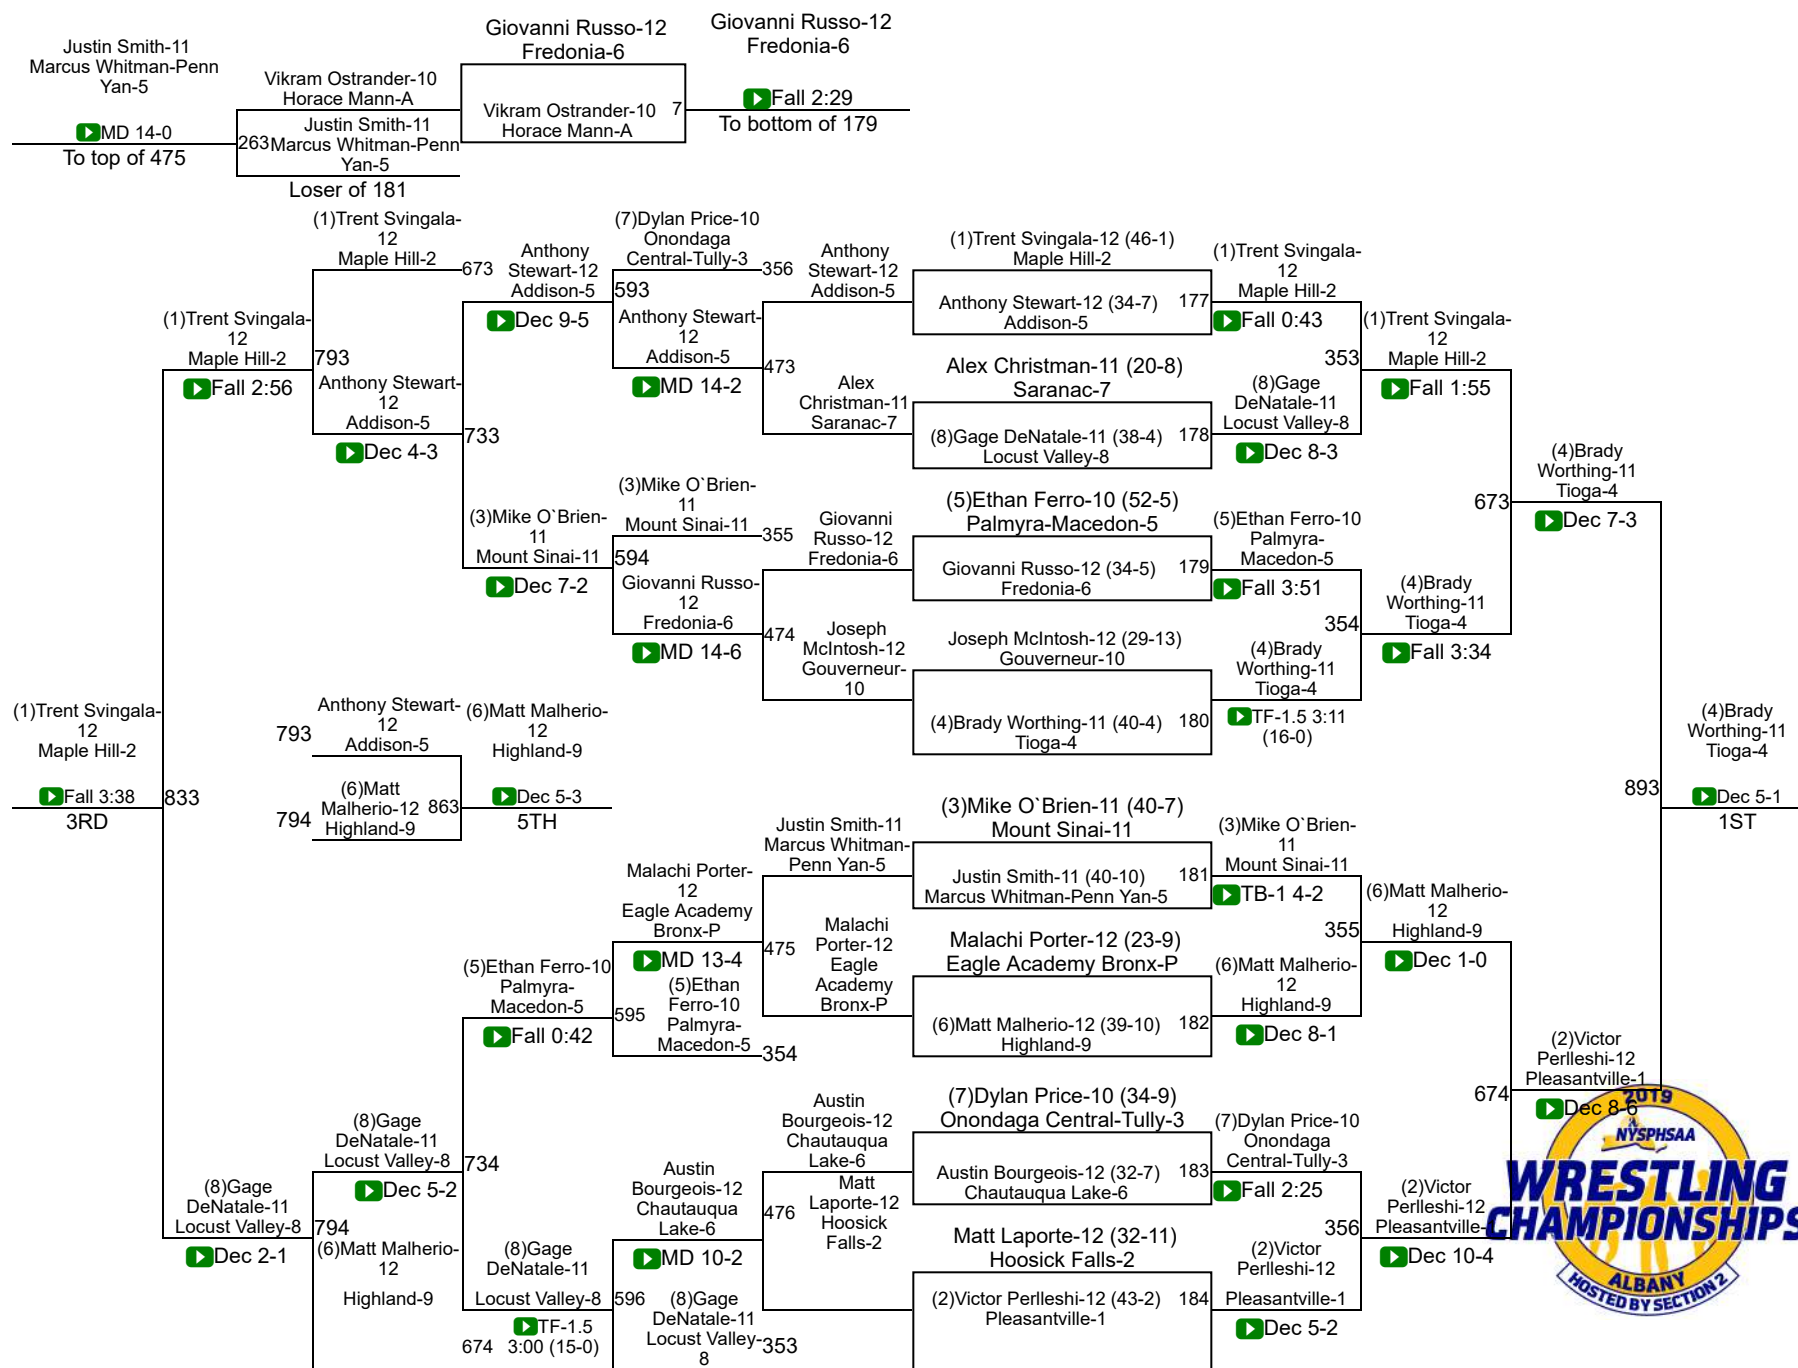 Giovanni Russo-12
Fredonia-6
Giovanni Russo-12
Fredonia-6
Justin Smith-11
Marcus Whitman-Penn
Yan-5
Vikram Ostrander-10
Horace Mann-A
Vikram Ostrander-10
Horace Mann-A
7
Fall 2:29
To bottom of 179
MD 14-0
To top of 475
263
Justin Smith-11
Marcus Whitman-Penn
Yan-5
Loser of 181
(1)Trent Svingala-
12
Maple Hill-2
673
Anthony
Stewart-12
Addison-5
Dec 9-5
(7)Dylan Price-10
Onondaga
Central-Tully-3
356
593
Anthony Stewart-
12
Addison-5
MD 14-2
Anthony
Stewart-12
Addison-5
473
Alex
Christman-11
Saranac-7
(1)Trent Svingala-12 (46-1)
Maple Hill-2
Anthony Stewart-12 (34-7)
Addison-5
177
Alex Christman-11 (20-8)
Saranac-7
(8)Gage DeNatale-11 (38-4)
Locust Valley-8
178
(1)Trent Svingala-
12
Maple Hill-2
Fall 0:43
353
(8)Gage
DeNatale-11
Locust Valley-8
Dec 8-3
(1)Trent Svingala-
12
Maple Hill-2
Fall 1:55
(1)Trent Svingala-
12
Maple Hill-2
Fall 2:56
793
Anthony Stewart-
12
Addison-5
Dec 4-3
733
(3)Mike O`Brien-
11
Mount Sinai-11
Dec 7-2
(3)Mike O`Brien-
11
Mount Sinai-11
355
594
Giovanni Russo-
12
Fredonia-6
MD 14-6
Giovanni
Russo-12
Fredonia-6
474
Joseph
McIntosh-12
Gouverneur-
10
(5)Ethan Ferro-10 (52-5)
Palmyra-Macedon-5
Giovanni Russo-12 (34-5)
Fredonia-6
179
Joseph McIntosh-12 (29-13)
Gouverneur-10
(4)Brady Worthing-11 (40-4)
Tioga-4
180
(5)Ethan Ferro-10
Palmyra-
Macedon-5
Fall 3:51
354
(4)Brady
Worthing-11
Tioga-4
TF-1.5 3:11
(16-0)
(4)Brady
Worthing-11
Tioga-4
Fall 3:34
673
(4)Brady
Worthing-11
Tioga-4
Dec 7-3
(1)Trent Svingala-
12
Maple Hill-2
Fall 3:38
3RD
833
793
Anthony Stewart-
12
Addison-5
794
(6)Matt
Malherio-12
Highland-9
863
(6)Matt Malherio-
12
Highland-9
Dec 5-3
5TH
893
(4)Brady
Worthing-11
Tioga-4
Dec 5-1
1ST
Malachi Porter-
12
Eagle Academy
Bronx-P
MD 13-4
Justin Smith-11
Marcus Whitman-
Penn Yan-5
475
Malachi
Porter-12
Eagle
Academy
Bronx-P
(3)Mike O`Brien-11 (40-7)
Mount Sinai-11
Justin Smith-11 (40-10)
Marcus Whitman-Penn Yan-5
181
Malachi Porter-12 (23-9)
Eagle Academy Bronx-P
(6)Matt Malherio-12 (39-10)
Highland-9
182
(3)Mike O`Brien-
11
Mount Sinai-11
TB-1 4-2
355
(6)Matt Malherio-
12
Highland-9
Dec 8-1
(6)Matt Malherio-
12
Highland-9
Dec 1-0
(5)Ethan Ferro-10
Palmyra-
Macedon-5
Fall 0:42
595
(5)Ethan
Ferro-10
Palmyra-
Macedon-5
354
674
(2)Victor
Perlleshi-12
Pleasantville-1
Dec 8-6
(8)Gage
DeNatale-11
Locust Valley-8
Dec 2-1
794
(8)Gage
DeNatale-11
Locust Valley-8
Dec 5-2
734
(6)Matt Malherio-
12
Highland-9
(8)Gage
DeNatale-11
Locust Valley-8
TF-1.5
3:00 (15-0)
674
Austin
Bourgeois-12
Chautauqua
Lake-6
MD 10-2
596
(8)Gage
DeNatale-11
Locust Valley-
8
353
Austin
Bourgeois-12
Chautauqua
Lake-6
476
Matt
Laporte-12
Hoosick
Falls-2
(7)Dylan Price-10 (34-9)
Onondaga Central-Tully-3
Austin Bourgeois-12 (32-7)
Chautauqua Lake-6
183
Matt Laporte-12 (32-11)
Hoosick Falls-2
(2)Victor Perlleshi-12 (43-2)
Pleasantville-1
184
(7)Dylan Price-10
Onondaga
Central-Tully-3
Fall 2:25
356
(2)Victor
Perlleshi-12
Pleasantville-1
Dec 5-2
(2)Victor
Perlleshi-12
Pleasantville-1
Dec 10-4
2019
NYSPHSAA
WRESTLING
CHAMPIONSHIPS
ALBANY
HOSTED BY SECTION 2